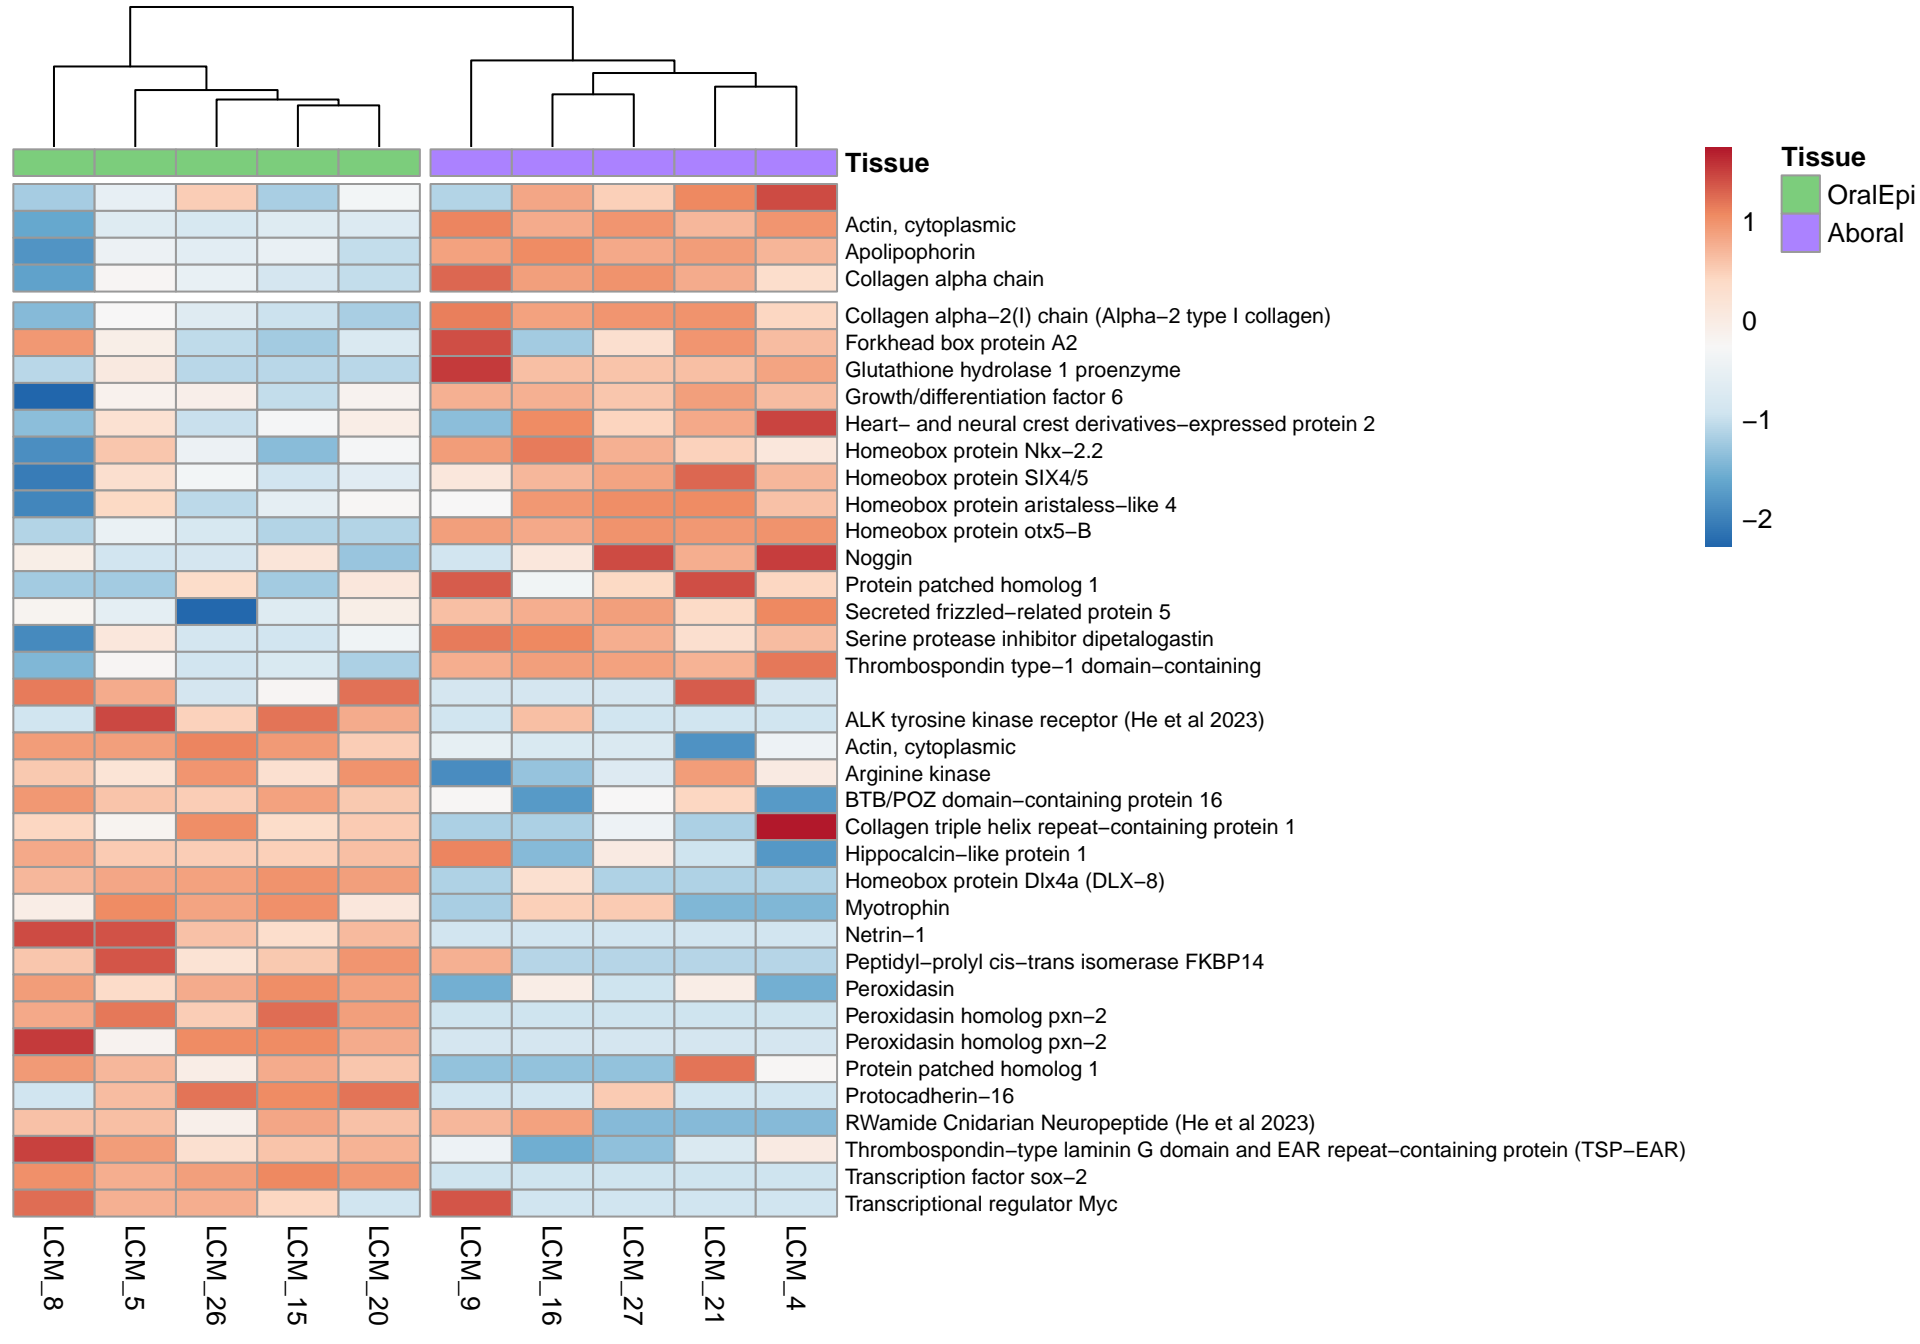 Tissue
Actin, cytoplasmic
Apolipophorin
Collagen alpha chain
Collagen alpha−2(I) chain (Alpha−2 type I collagen)
Forkhead box protein A2
Glutathione hydrolase 1 proenzyme
Growth/differentiation factor 6
Heart− and neural crest derivatives−expressed protein 2
Homeobox protein Nkx−2.2
Homeobox protein SIX4/5
Homeobox protein aristaless−like 4
Homeobox protein otx5−B
Noggin
Protein patched homolog 1
Secreted frizzled−related protein 5
Serine protease inhibitor dipetalogastin
Thrombospondin type−1 domain−containing
ALK tyrosine kinase receptor (He et al 2023)
Actin, cytoplasmic
Arginine kinase
BTB/POZ domain−containing protein 16
Collagen triple helix repeat−containing protein 1
Hippocalcin−like protein 1
Homeobox protein Dlx4a (DLX−8)
Myotrophin
Netrin−1
Peptidyl−prolyl cis−trans isomerase FKBP14
Peroxidasin
Peroxidasin homolog pxn−2
Peroxidasin homolog pxn−2
Protein patched homolog 1
Protocadherin−16
RWamide Cnidarian Neuropeptide (He et al 2023)
Thrombospondin−type laminin G domain and EAR repeat−containing protein (TSP−EAR)
Transcription factor sox−2
Transcriptional regulator Myc
LCM_8
LCM_5
LCM_26
LCM_15
LCM_20
LCM_9
LCM_16
LCM_27
LCM_21
LCM_4
1
0
−1
−2
Tissue
OralEpi
Aboral